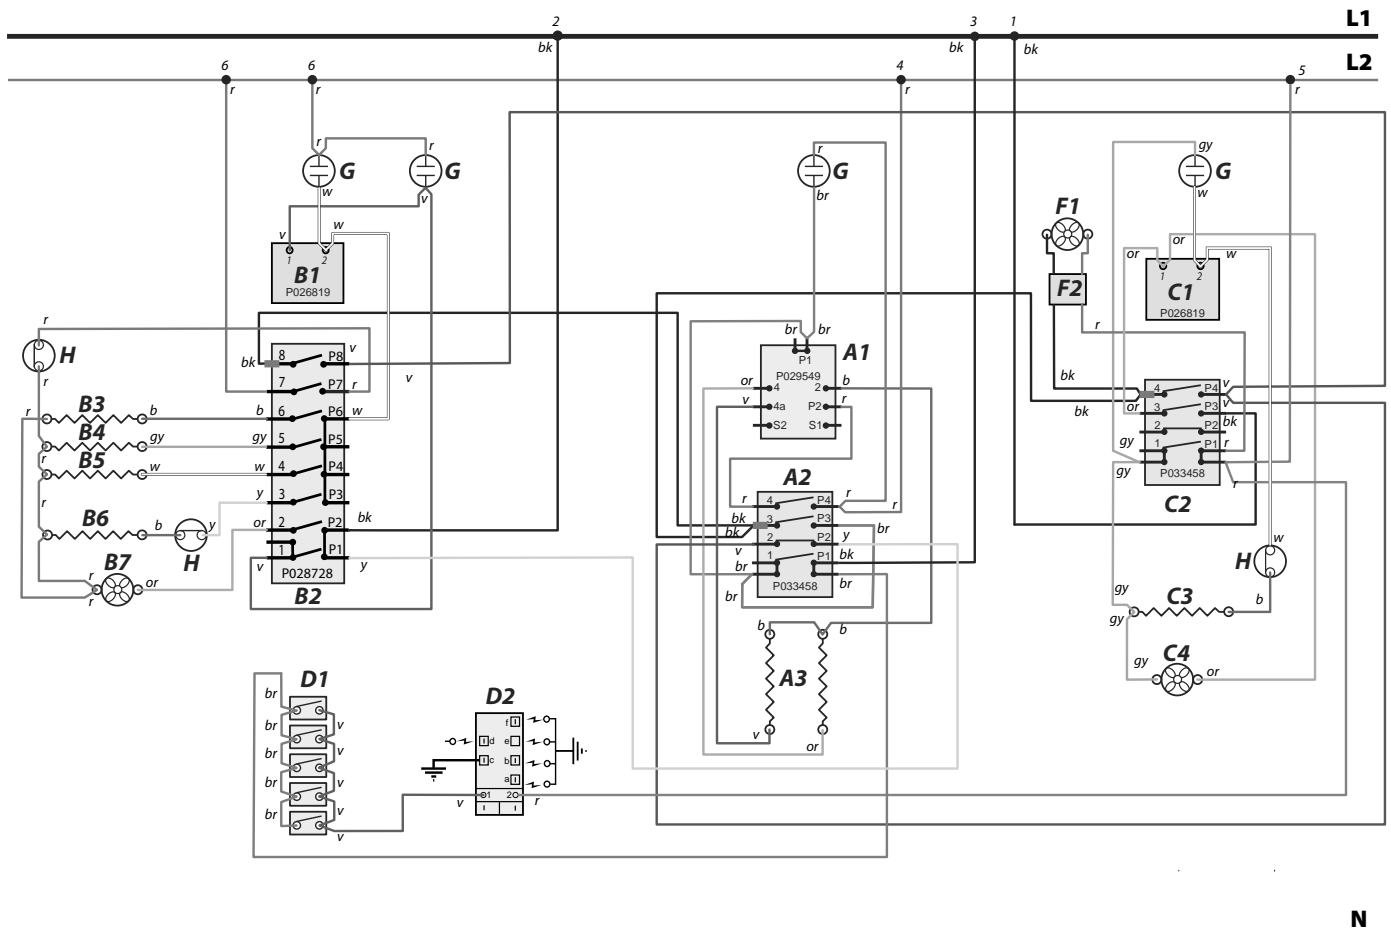 L1
2
3
1
bk
bk
bk
L2
6
6
4
5
r
r
r
r
r
r
r
gy
G
G
G
G
w
v
br
w
F1
v
w
or
or
w
1
2
B1
P026819
F2
1
2
C1
P026819
r
r
br
br
A1
P1
P029549
or
4
2
b
v
4a
P2
r
S2
S1
H
r
bk
8
P8
v
7
P7
r
v
r
B3
b
b
6
P6
w
B4
gy
gy
5
P5
r
B5
w
w
4
P4
y
3
P3
r
B6
b
H
y
or
2
P2
bk
v
1
P1
y
P028728
B2
B7
r
r
or
bk
bk
4
P4
v
or
3
P3
v
2
P2
bk
gy
1
P1
r
gy
P033458
r
C2
A2
r
4
P4
r
r
bk
3
P3
br
bk
2
P2
y
v
1
P1
bk
br
br
P033458
br
w
H
gy
C3
b
gy
gy
C4
or
b
b
A3
v
or
D1
br
v
br
v
br
v
br
v
br
v
D2
f
d
e
c
b
a
v
1
2
r
N